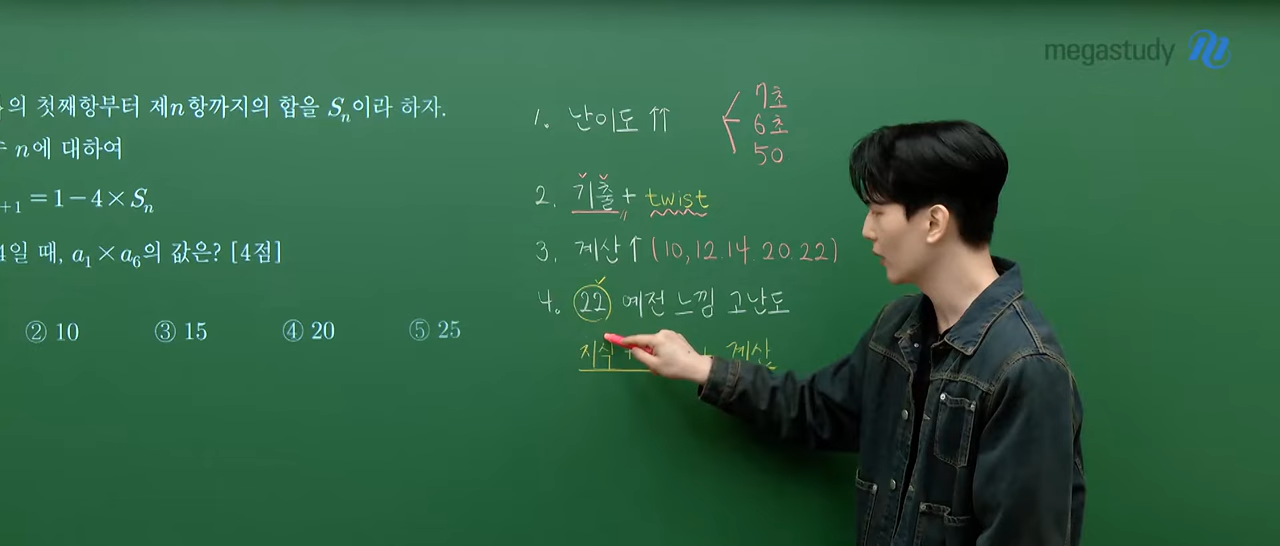 megastudy
의 첫째항부터 제n항까지의 합을 Sₙ이라 하자.
n에 대하여
₊₁ = 1 − 4 × Sₙ
4일 때, a₁ × a₆의 값은? [4점]
② 10 ③ 15 ④ 20 ⑤ 25
1. 난이도 ↑↑
7초
6초
50
2. 기출 + twist
3. 계산 ↑ (10, 12. 14. 20. 22)
4. 22 예전 느낌 고난도
지식 + + 계산